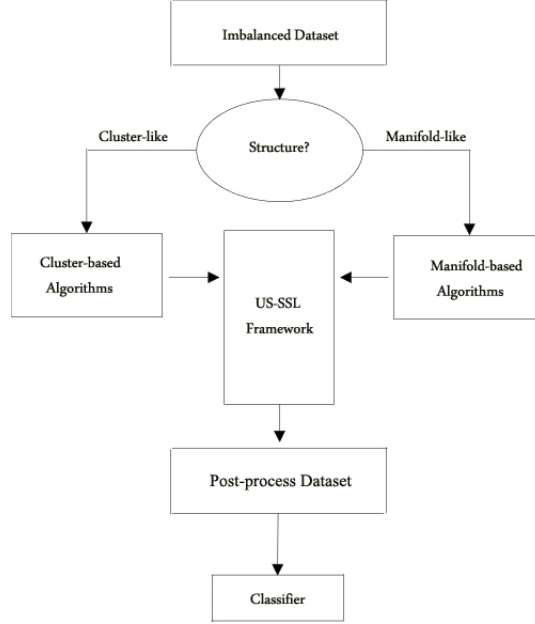 Imbalanced Dataset
Cluster-like
Structure?
Manifold-like
Cluster-based
Algorithms
US-SSL
Framework
Manifold-based
Algorithms
Post-process Dataset
Classifier